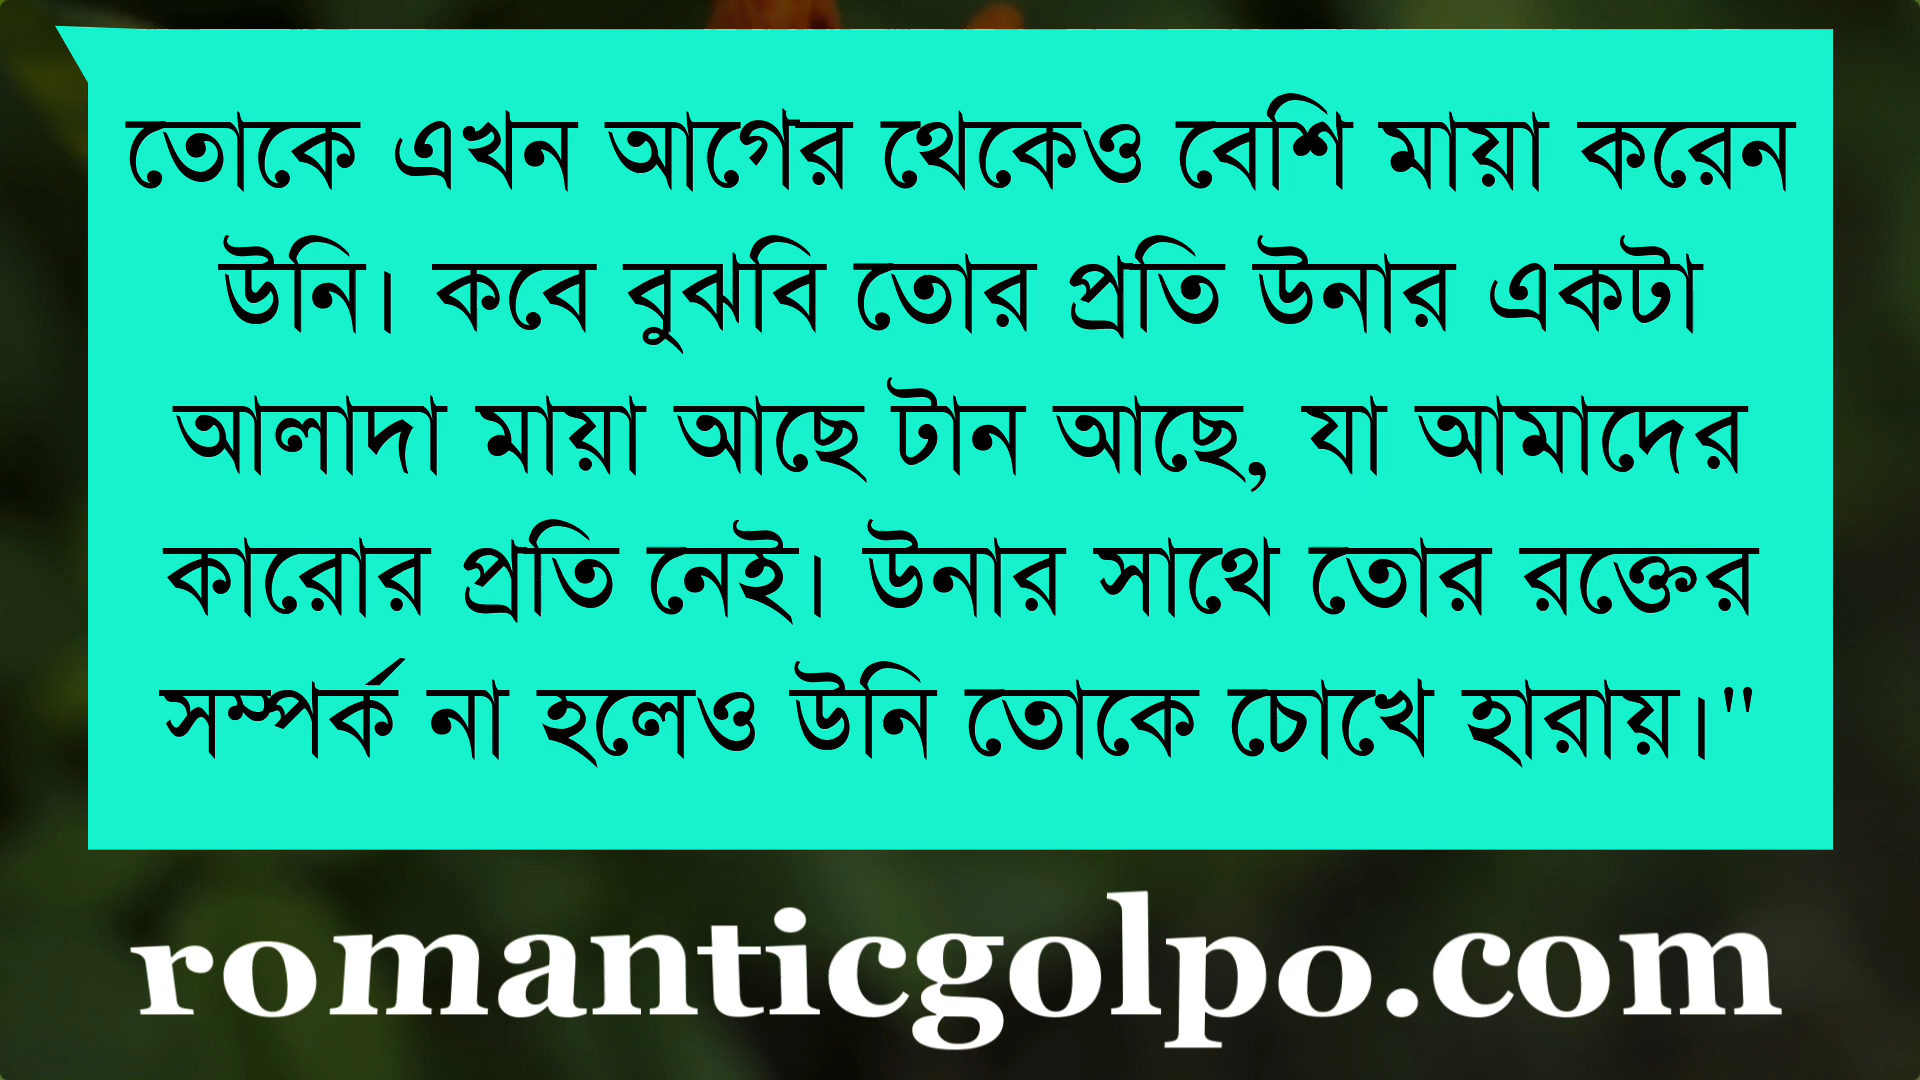 তোকে এখন আগের থেকেও বেশি মায়া করেন
উনি। কবে বুঝবি তোর প্রতি উনার একটা
আলাদা মায়া আছে টান আছে, যা আমাদের
কারোর প্রতি নেই। উনার সাথে তোর রক্তের
সম্পর্ক না হলেও উনি তোকে চোখে হারায়।"
romanticgolpo.com